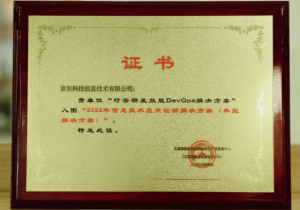 证书
京东科技信息技术有限公司：
贵单位“行云研发效能DevOps解决方案”
入围“2022年信息技术应用创新解决方案（典型
解决方案）”，
特发此证。